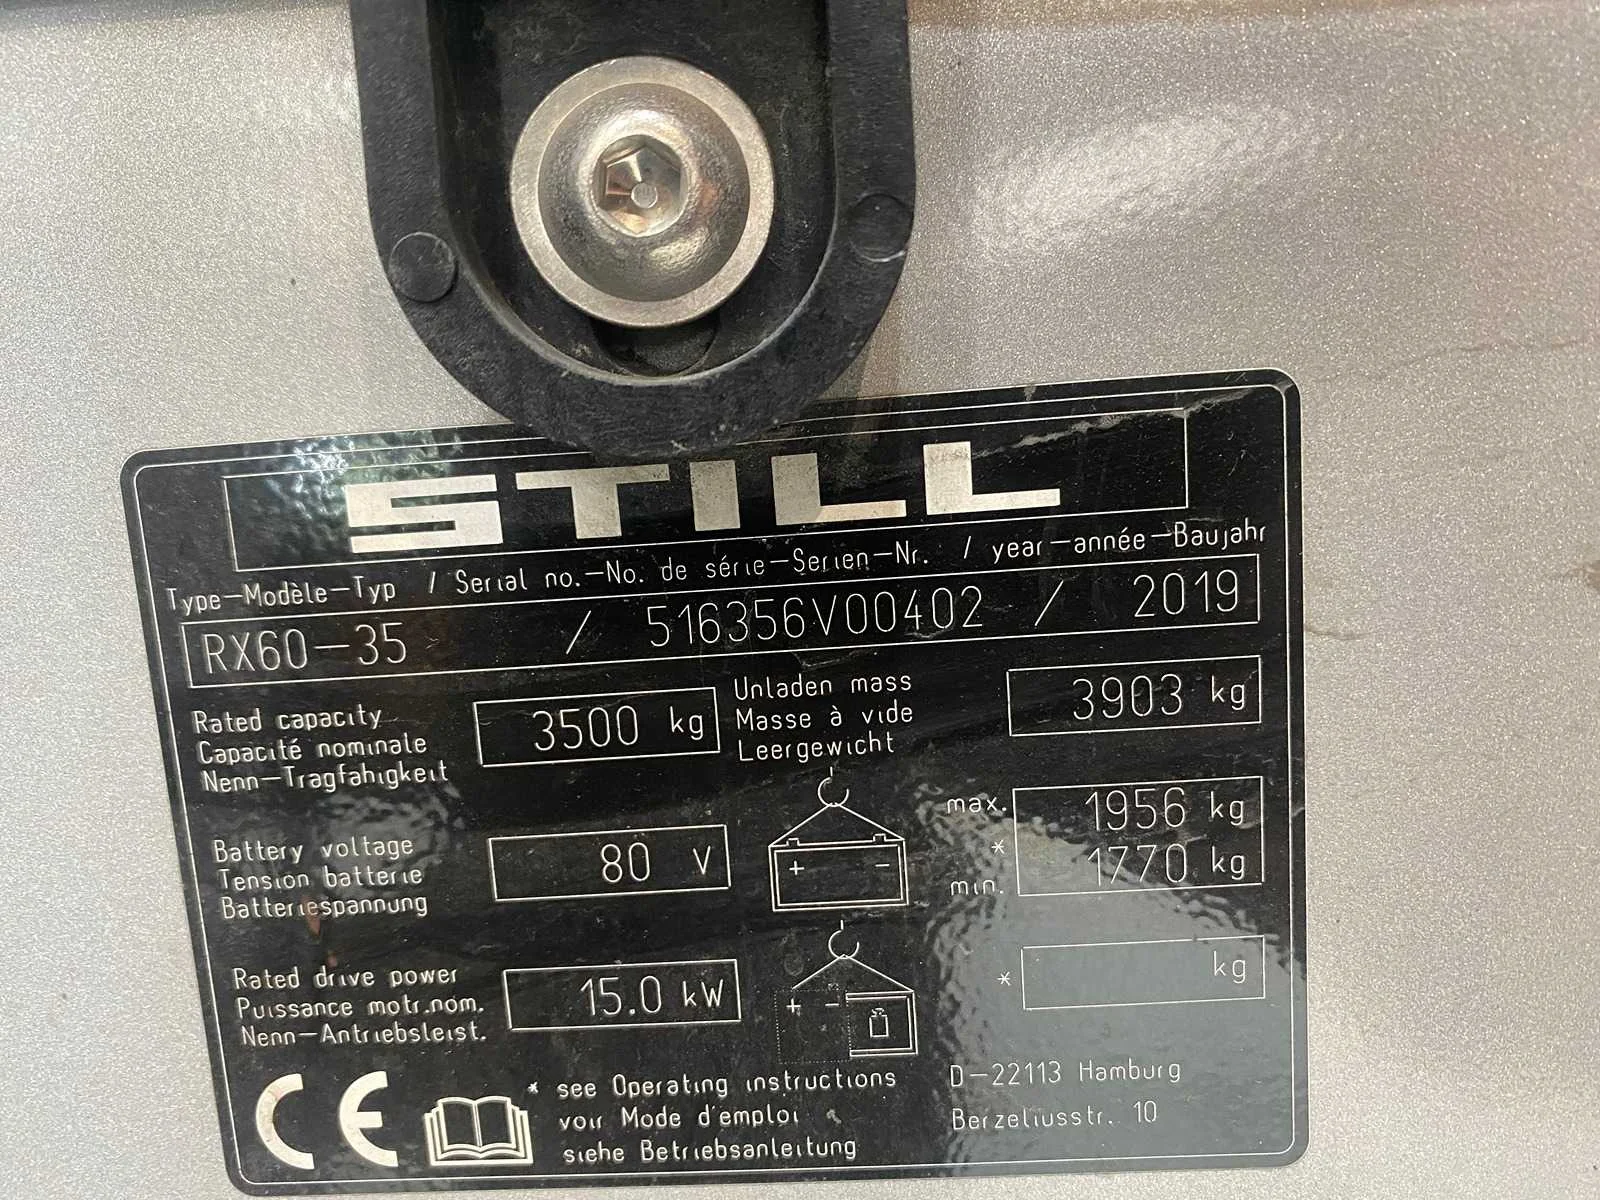 STILL
Type-Modèle-Typ / Serial no.-No. de série-Serien-Nr. / year-année-Baujahr
RX60-35 / 516356V00402 / 2019
Rated capacity
Capacité nominale
Nenn-Tragfahigkeit
3500 kg
Unladen mass
Masse à vide
Leergewicht
3903 kg
Battery voltage
Tension batterie
Batteriespannung
80 V
+ -
max.
*
min.
1956 kg
1770 kg
Rated drive power
Puissance motr.nom.
Nenn-Antriebsleist.
15.0 kW
+ -
*
kg
CE
* see Operating instructions
voir Mode d'emploi
siehe Betriebsanleitung
D-22113 Hamburg
Berzeliusstr. 10